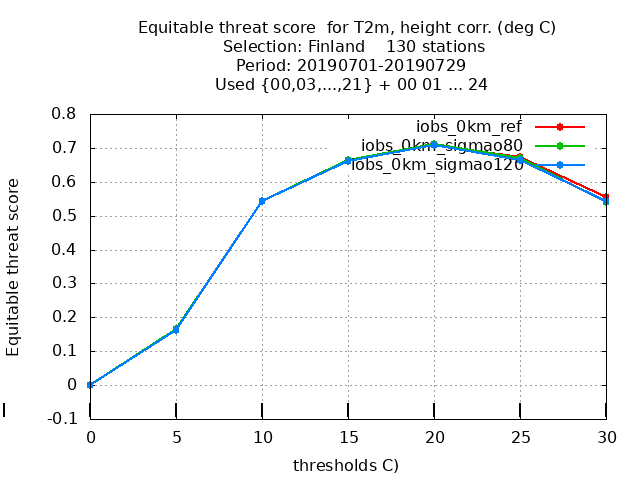 Equitable threat score  for T2m, height corr. (deg C)
Selection: Finland    130 stations
Period: 20190701-20190729
Used {00,03,...,21} + 00 01 ... 24
iobs_0km_ref
iobs_0km_sigmao80
iobs_0km_sigmao120
Equitable threat score
0.8
0.7
0.6
0.5
0.4
0.3
0.2
0.1
0
-0.1
0 5 10 15 20 25 30
thresholds C)